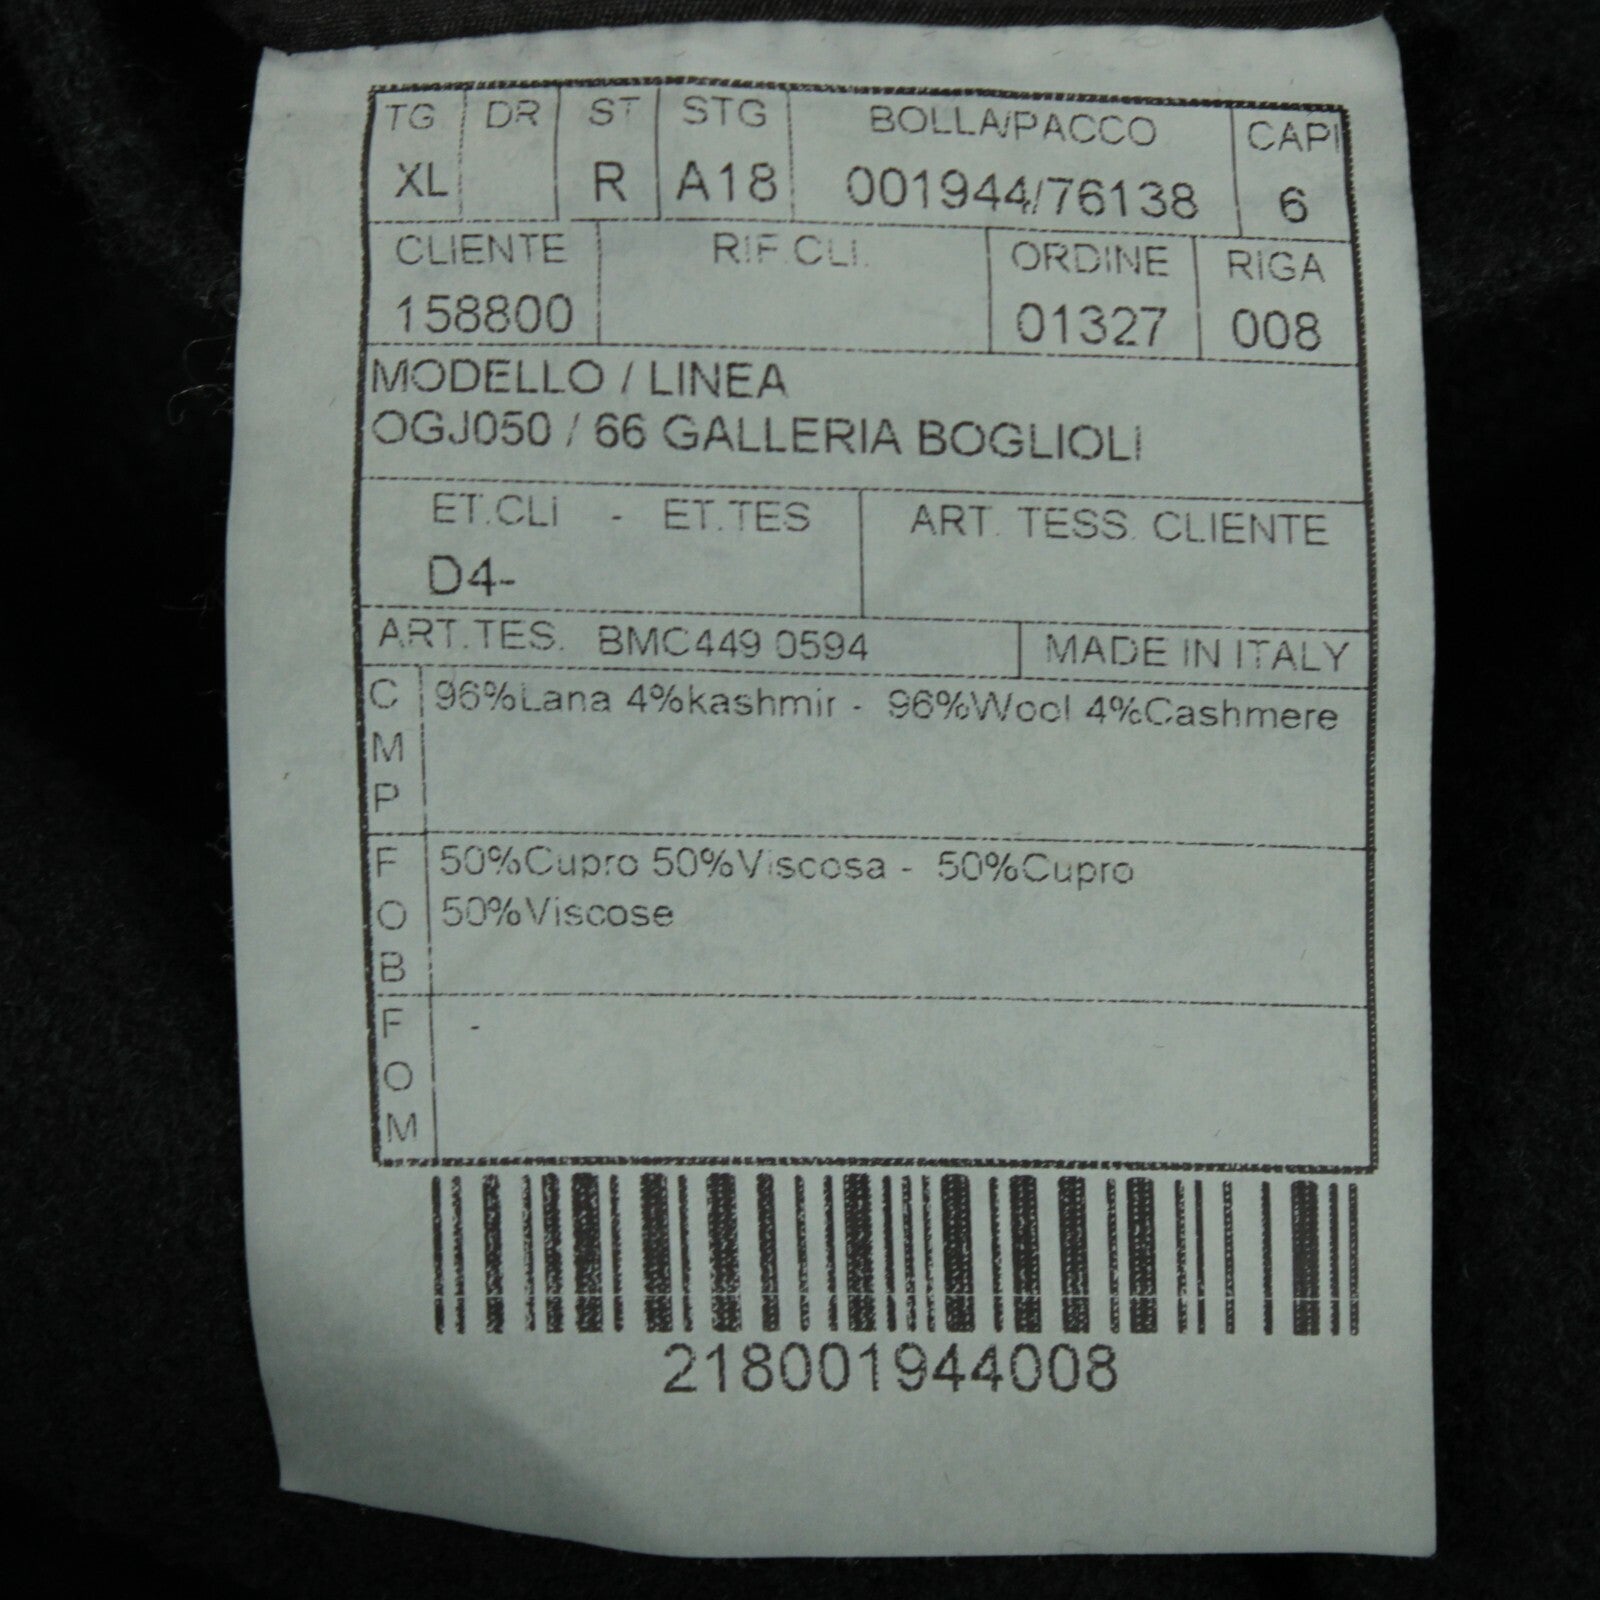 TG DR ST STG BOLLA/PACCO CAPI
XL R A18 001944/76138 6
CLIENTE RIF.CLI. ORDINE RIGA
158800 01327 008
MODELLO / LINEA
OGJ050 / 66 GALLERIA BOGLIOLI
ET.CLI - ET.TES ART. TESS. CLIENTE
D4-
ART.TES. BMC449 0594 MADE IN ITALY
CMP 96%Lana 4%kashmir - 96%Wool 4%Cashmere
FOB 50%Cupro 50%Viscosa - 50%Cupro
50%Viscose
FOM -
218001944008